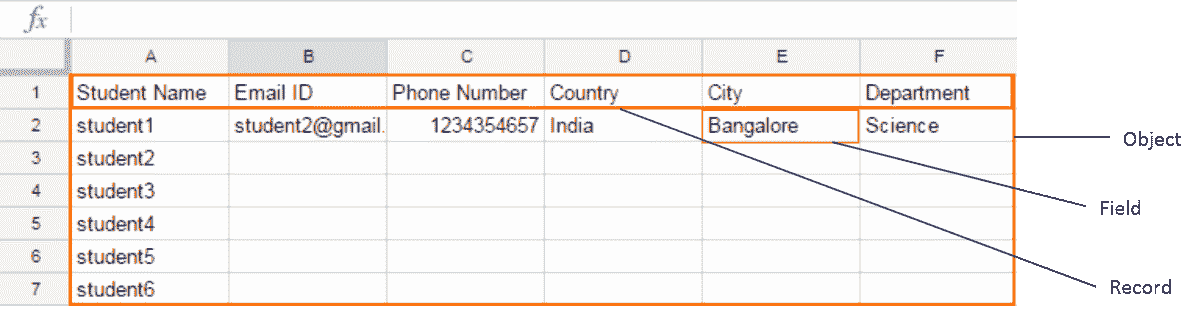 fx
A B C D E F
1 Student Name Email ID Phone Number Country City Department
2 student1 student2@gmail. 1234354657 India Bangalore Science
Object
3 student2
4 student3
Field
5 student4
6 student5
7 student6
Record